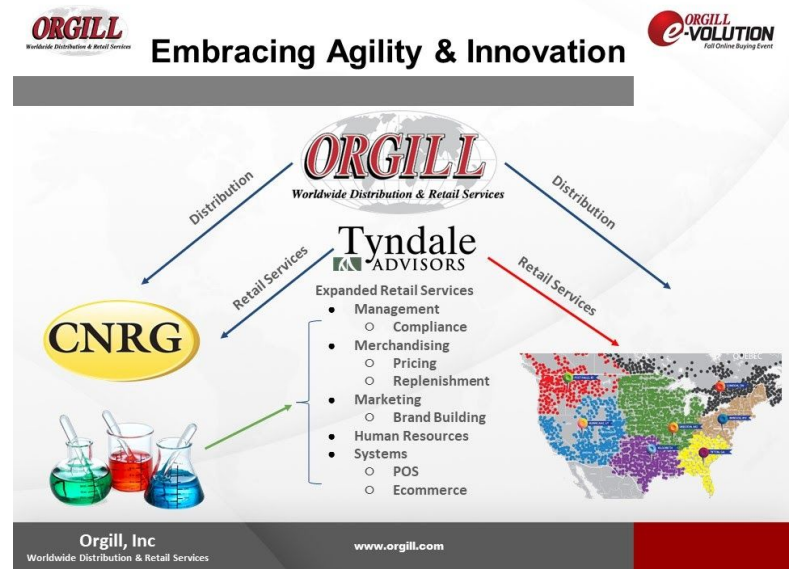 ORGILL
Worldwide Distribution & Retail Services
Embracing Agility & Innovation
ORGILL
e-VOLUTION
Fall Online Buying Event
ORGILL
Worldwide Distribution & Retail Services
Distribution
Distribution
Tyndale
ADVISORS
Retail Services
Retail Services
Expanded Retail Services
● Management
○ Compliance
● Merchandising
○ Pricing
○ Replenishment
● Marketing
○ Brand Building
● Human Resources
● Systems
○ POS
○ Ecommerce
CNRG
QUEBEC
Orgill, Inc
Worldwide Distribution & Retail Services
www.orgill.com